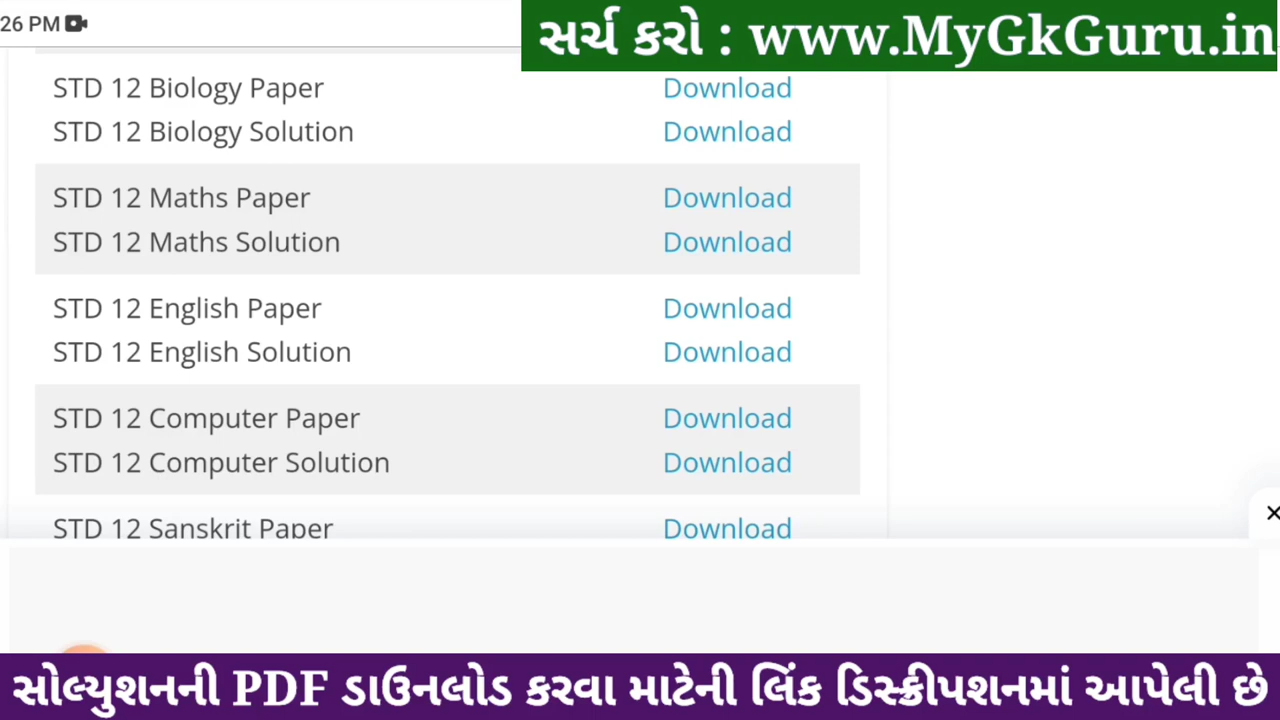 26 PM
સર્ચ કરો : www.MyGkGuru.in
STD 12 Biology Paper Download
STD 12 Biology Solution Download
STD 12 Maths Paper Download
STD 12 Maths Solution Download
STD 12 English Paper Download
STD 12 English Solution Download
STD 12 Computer Paper Download
STD 12 Computer Solution Download
STD 12 Sanskrit Paper Download
સોલ્યુશનની PDF ડાઉનલોડ કરવા માટેની લિંક ડિસ્ક્રીપશનમાં આપેલી છે